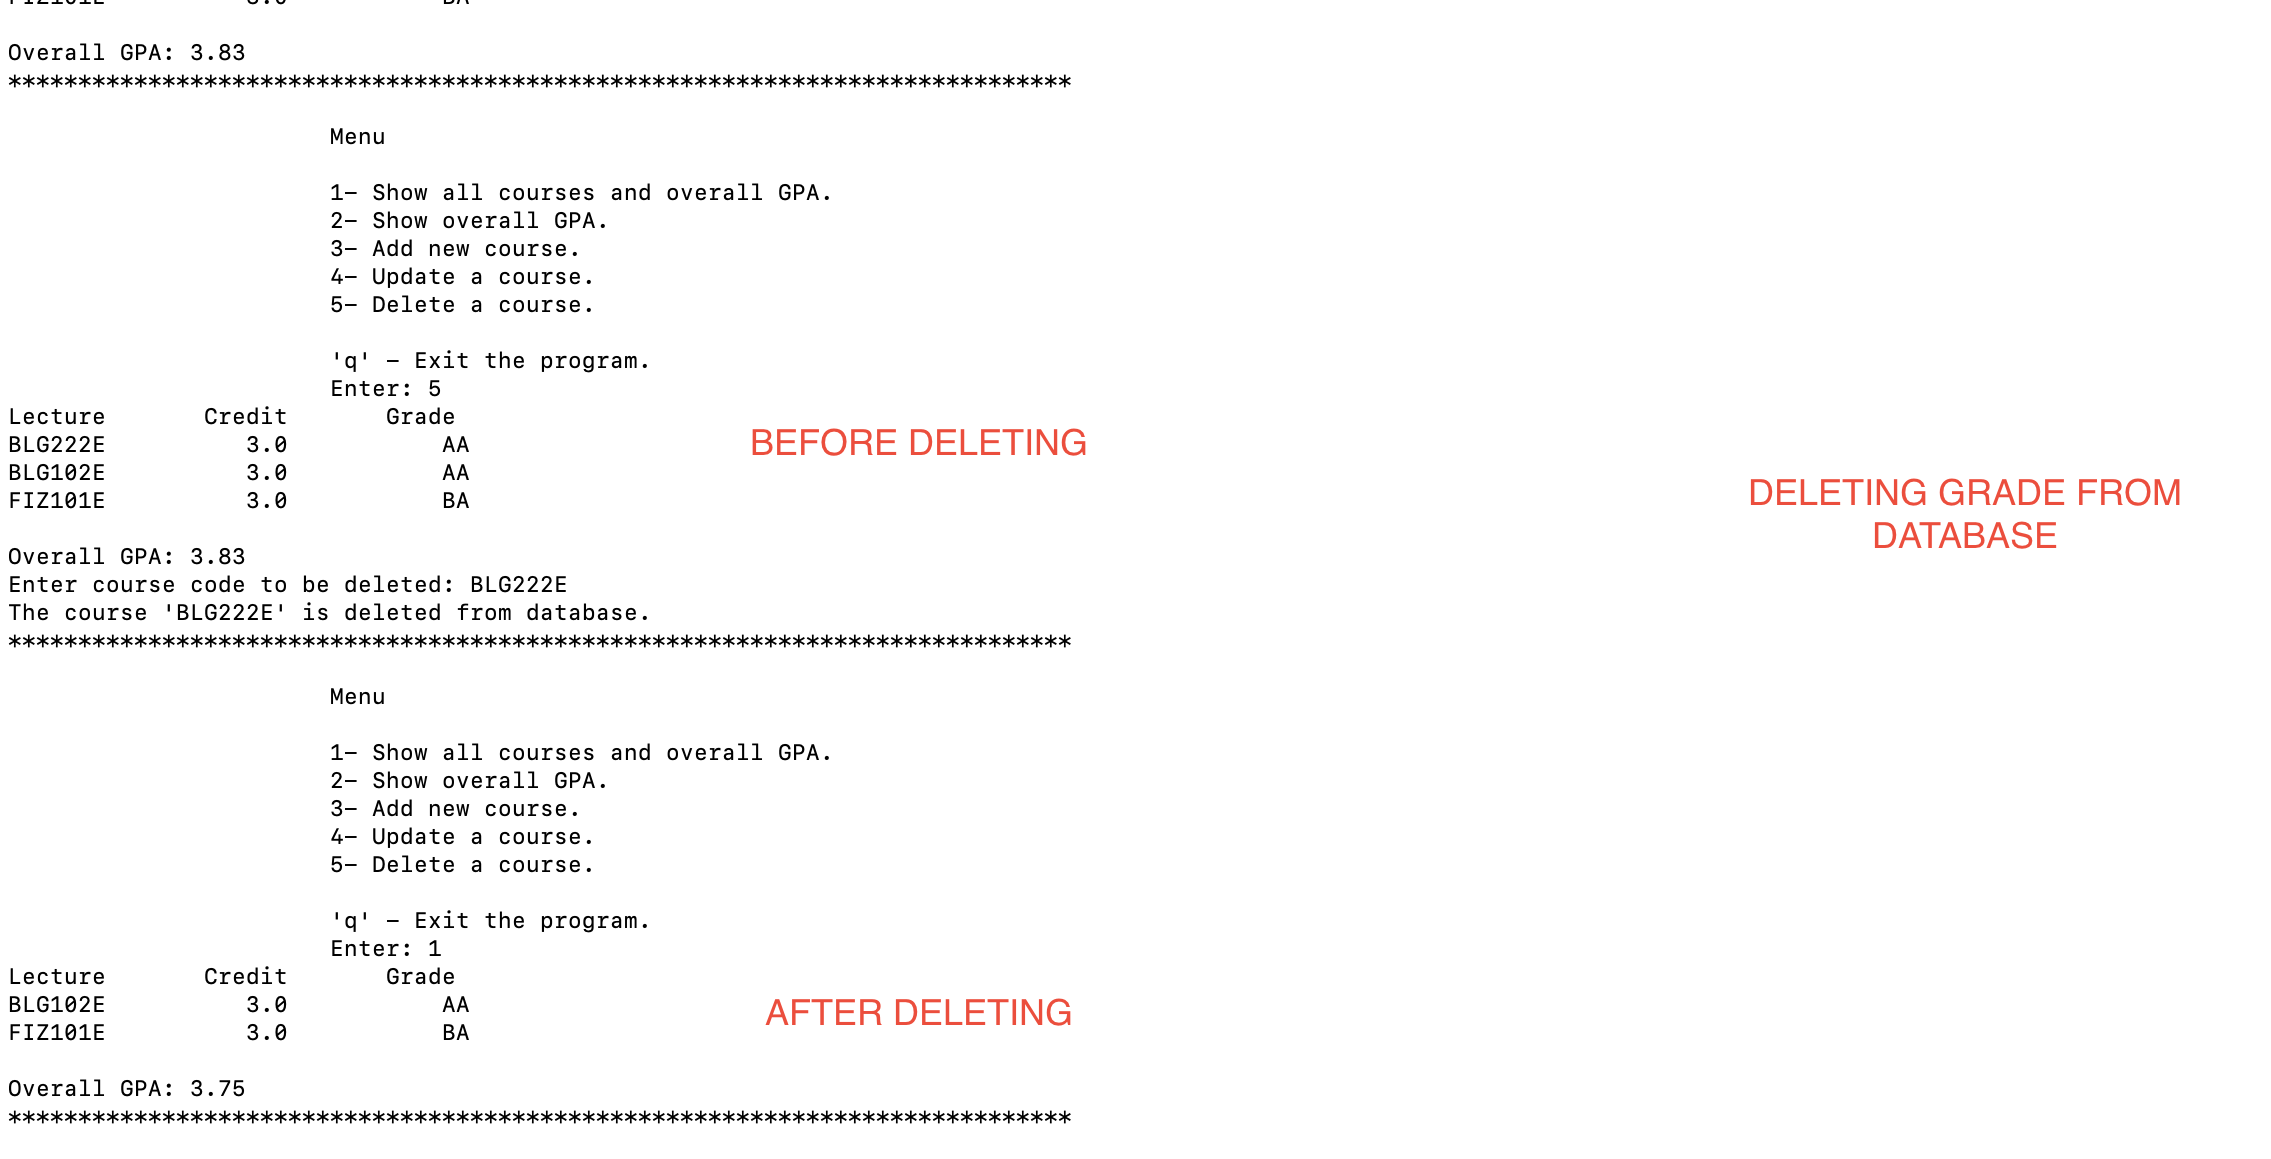 FIZ101E 3.0 BA
Overall GPA: 3.83
****************************************************************************
Menu
1– Show all courses and overall GPA.
2– Show overall GPA.
3– Add new course.
4– Update a course.
5– Delete a course.
'q' – Exit the program.
Enter: 5
Lecture Credit Grade
BLG222E 3.0 AA
BEFORE DELETING
BLG102E 3.0 AA
FIZ101E 3.0 BA
DELETING GRADE FROM
DATABASE
Overall GPA: 3.83
Enter course code to be deleted: BLG222E
The course 'BLG222E' is deleted from database.
****************************************************************************
Menu
1– Show all courses and overall GPA.
2– Show overall GPA.
3– Add new course.
4– Update a course.
5– Delete a course.
'q' – Exit the program.
Enter: 1
Lecture Credit Grade
BLG102E 3.0 AA
AFTER DELETING
FIZ101E 3.0 BA
Overall GPA: 3.75
****************************************************************************